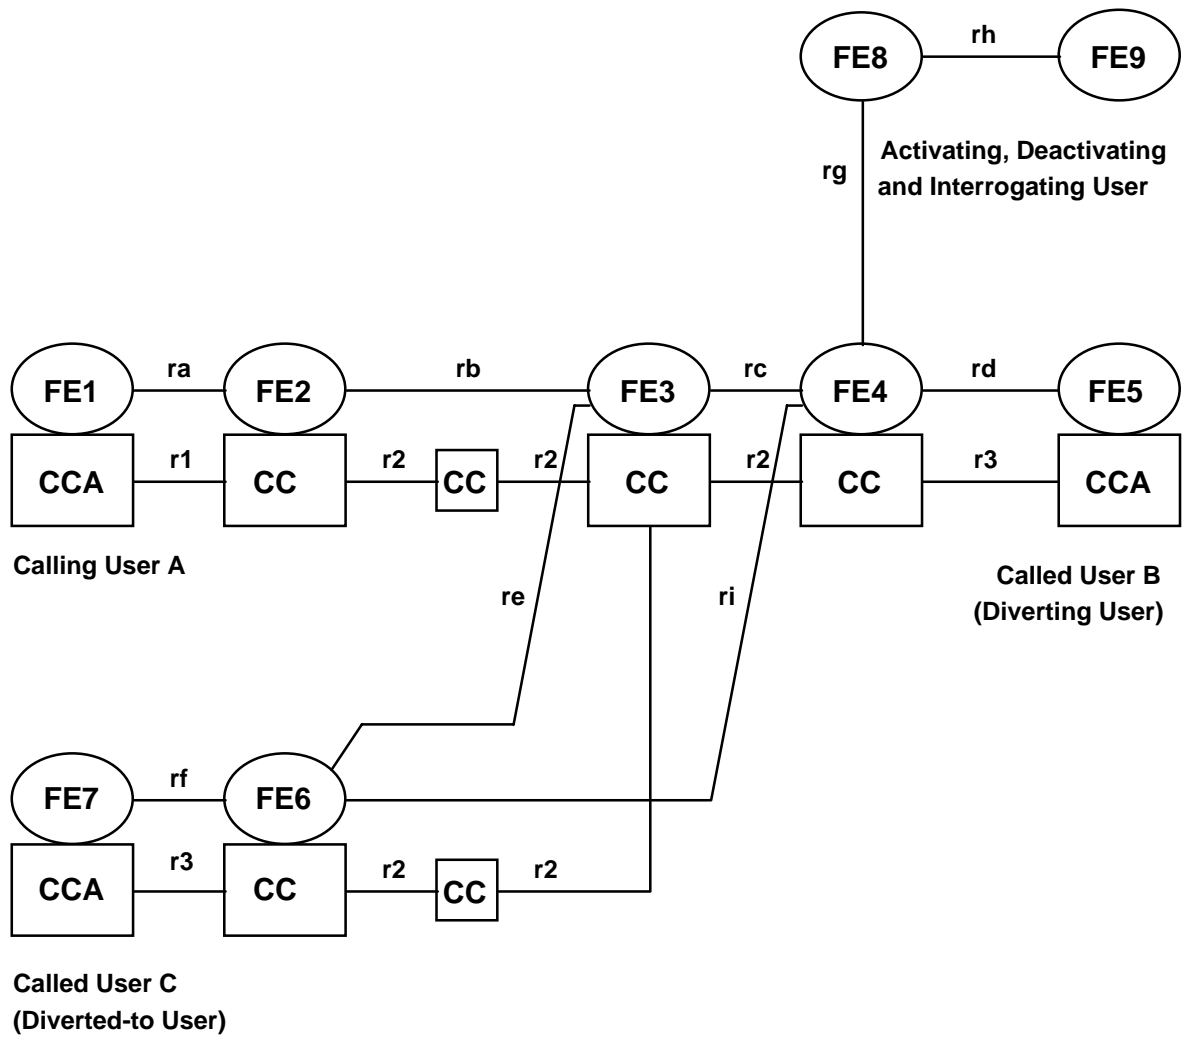 FE8 rh FE9
Activating, Deactivating
rg and Interrogating User
FE1 ra FE2 rb FE3 rc FE4 rd FE5
CCA r1 CC r2 CC r2 CC r2 CC r3 CCA
Calling User A
Called User B
re ri
(Diverting User)
FE7 rf FE6
CCA r3 CC r2 CC r2
Called User C
(Diverted-to User)